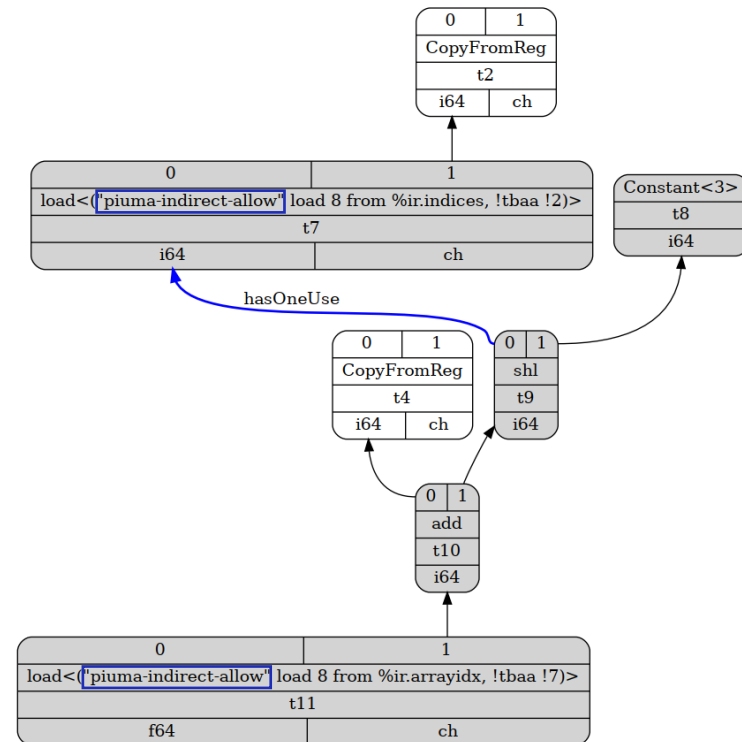 0 1
CopyFromReg
t2
i64 ch
0 1
load<("piuma-indirect-allow" load 8 from %ir.indices, !tbaa !2)>
t7
i64 ch
Constant<3>
t8
i64
hasOneUse
0 1
CopyFromReg
t4
i64 ch
0 1
shl
t9
i64
0 1
add
t10
i64
0 1
load<("piuma-indirect-allow" load 8 from %ir.arrayidx, !tbaa !7)>
t11
f64 ch